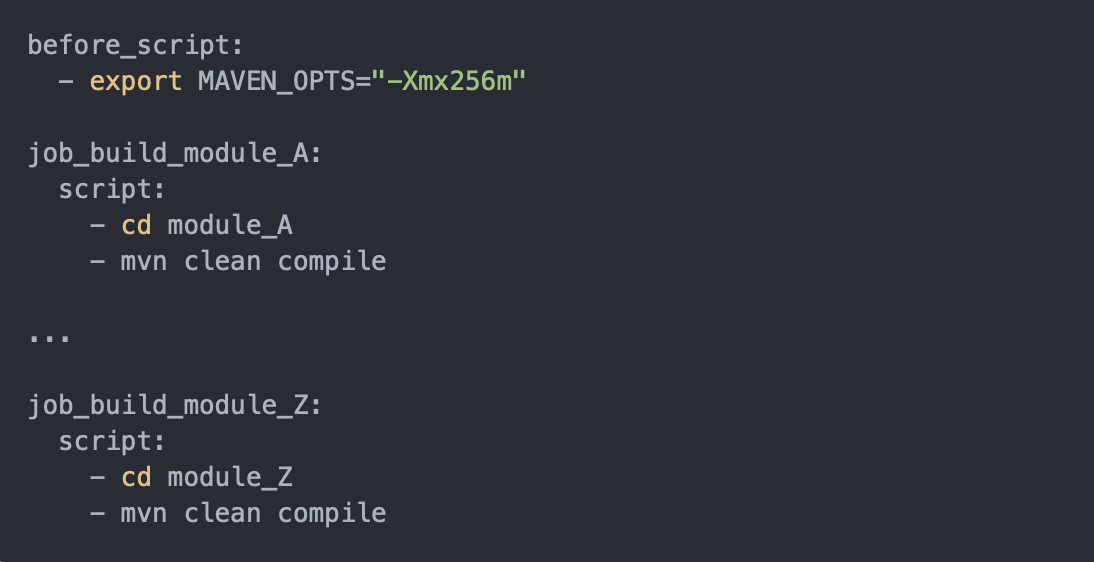 before_script:
  - export MAVEN_OPTS="-Xmx256m"

job_build_module_A:
  script:
    - cd module_A
    - mvn clean compile

...

job_build_module_Z:
  script:
    - cd module_Z
    - mvn clean compile